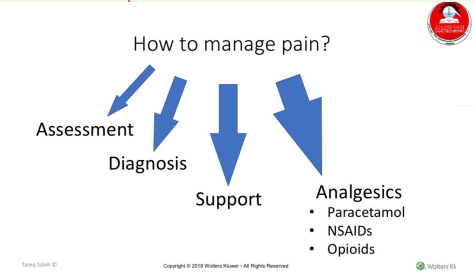 How to manage pain?
Assessment
Diagnosis
Support
Analgesics
• Paracetamol
• NSAIDs
• Opioids
Tareq Saleh ©
Copyright © 2018 Wolters Kluwer • All Rights Reserved
Wolters Kl